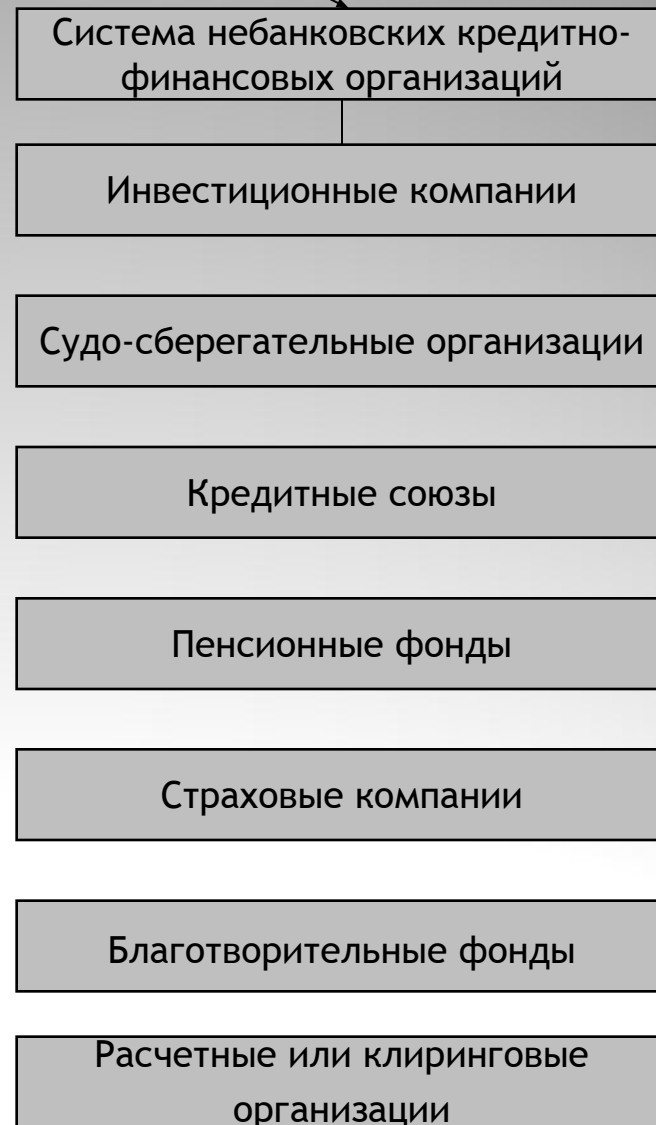 Система небанковских кредитно-
финансовых организаций
Инвестиционные компании
Судо-сберегательные организации
Кредитные союзы
Пенсионные фонды
Страховые компании
Благотворительные фонды
Расчетные или клиринговые
организации